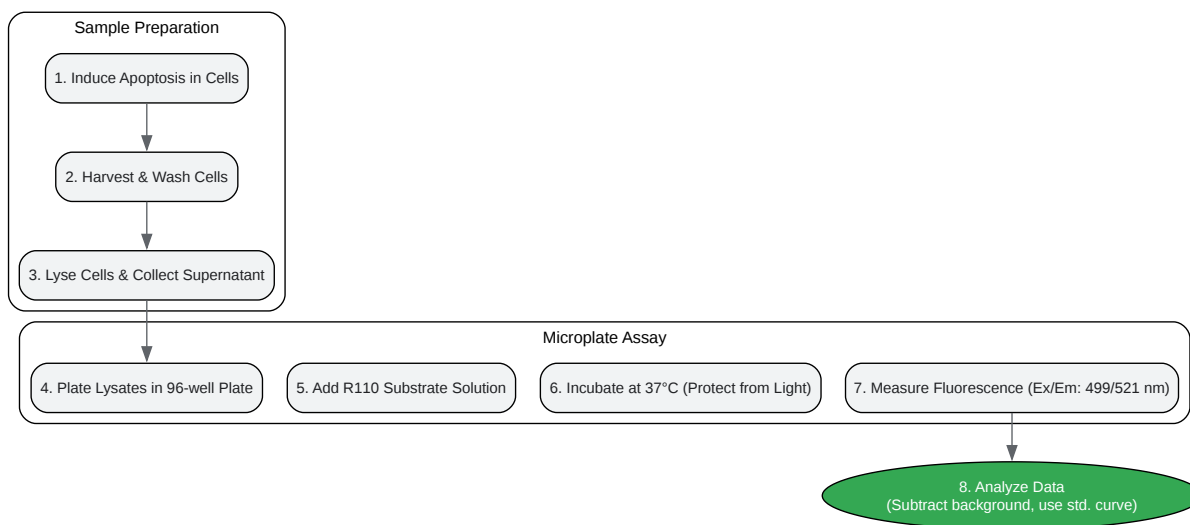 Sample Preparation
1. Induce Apoptosis in Cells
2. Harvest & Wash Cells
3. Lyse Cells & Collect Supernatant
Microplate Assay
4. Plate Lysates in 96-well Plate
5. Add R110 Substrate Solution
6. Incubate at 37°C (Protect from Light)
7. Measure Fluorescence (Ex/Em: 499/521 nm)
8. Analyze Data
(Subtract background, use std. curve)